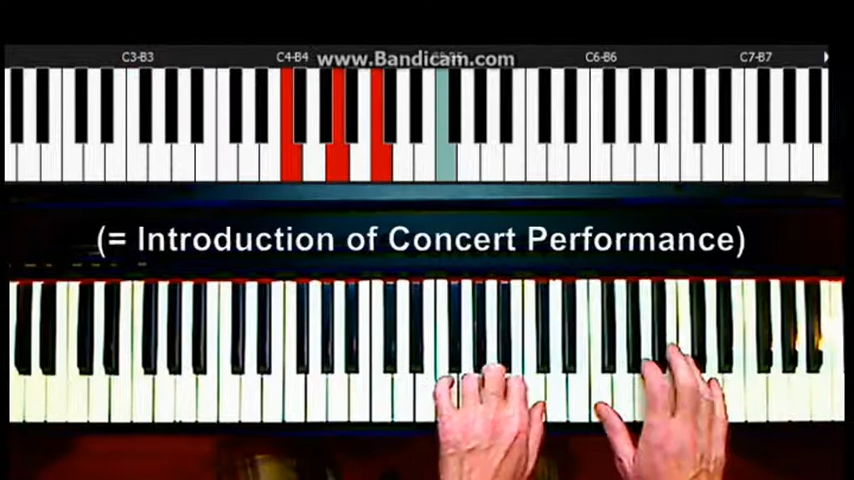 C3-B3 C4-B4 www.Bandicam.com C6-B6 C7-B7
(= Introduction of Concert Performance)